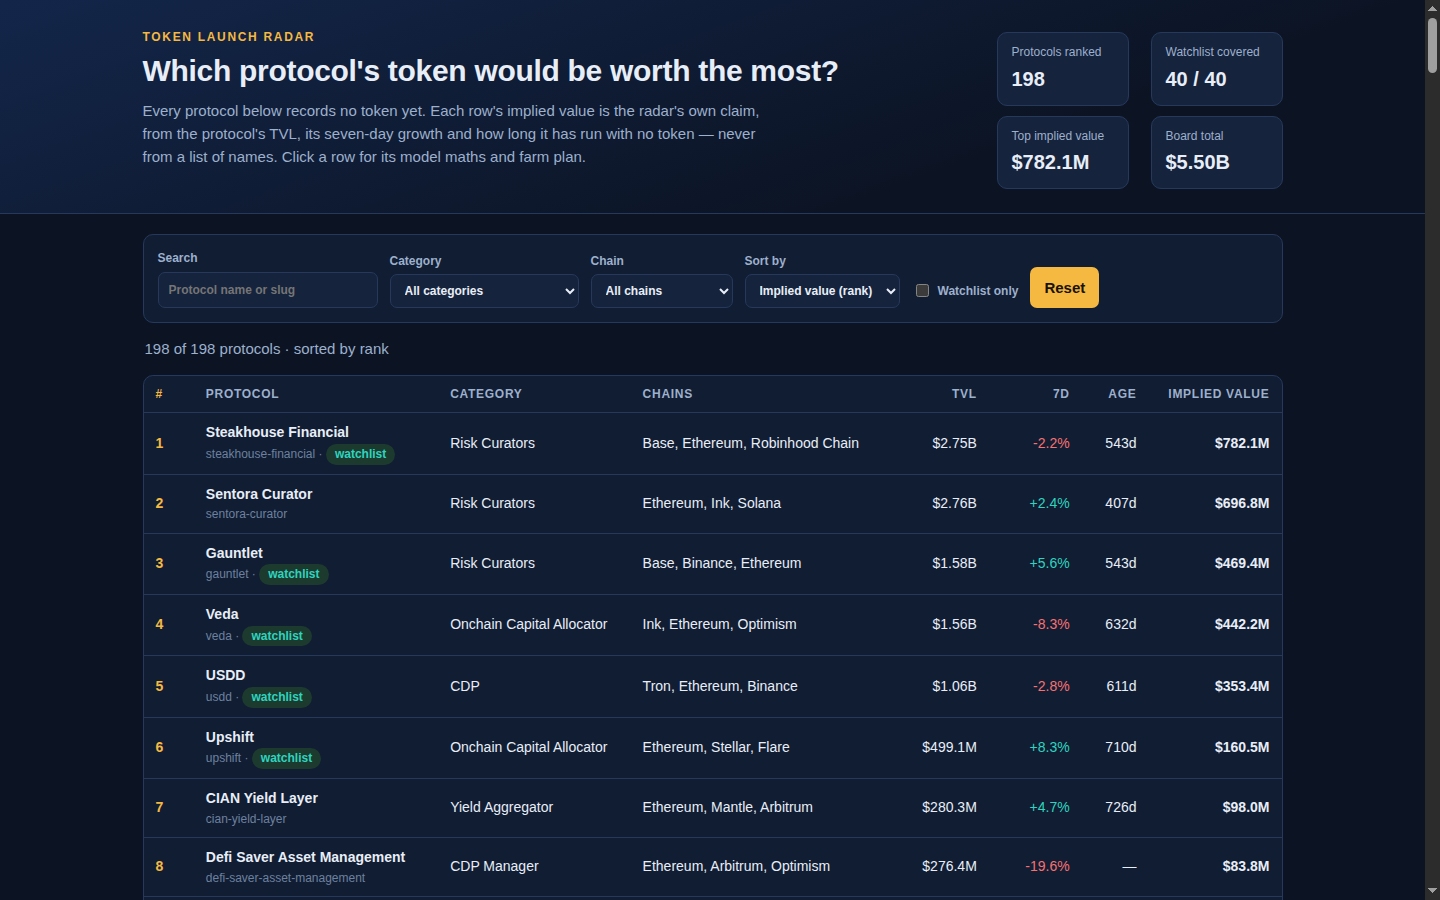 TOKEN LAUNCH RADAR
Which protocol's token would be worth the most?
Every protocol below records no token yet. Each row's implied value is the radar's own claim,
from the protocol's TVL, its seven-day growth and how long it has run with no token — never
from a list of names. Click a row for its model maths and farm plan.
Protocols ranked
198
Watchlist covered
40 / 40
Top implied value
$782.1M
Board total
$5.50B
Search
Protocol name or slug
Category
All categories
Chain
All chains
Sort by
Implied value (rank)
Watchlist only
Reset
198 of 198 protocols · sorted by rank
# PROTOCOL CATEGORY CHAINS TVL 7D AGE IMPLIED VALUE
1 Steakhouse Financial Risk Curators Base, Ethereum, Robinhood Chain $2.75B -2.2% 543d $782.1M
steakhouse-financial · watchlist
2 Sentora Curator Risk Curators Ethereum, Ink, Solana $2.76B +2.4% 407d $696.8M
sentora-curator
3 Gauntlet Risk Curators Base, Binance, Ethereum $1.58B +5.6% 543d $469.4M
gauntlet · watchlist
4 Veda Onchain Capital Allocator Ink, Ethereum, Optimism $1.56B -8.3% 632d $442.2M
veda · watchlist
5 USDD CDP Tron, Ethereum, Binance $1.06B -2.8% 611d $353.4M
usdd · watchlist
6 Upshift Onchain Capital Allocator Ethereum, Stellar, Flare $499.1M +8.3% 710d $160.5M
upshift · watchlist
7 CIAN Yield Layer Yield Aggregator Ethereum, Mantle, Arbitrum $280.3M +4.7% 726d $98.0M
cian-yield-layer
8 Defi Saver Asset Management CDP Manager Ethereum, Arbitrum, Optimism $276.4M -19.6% — $83.8M
defi-saver-asset-management